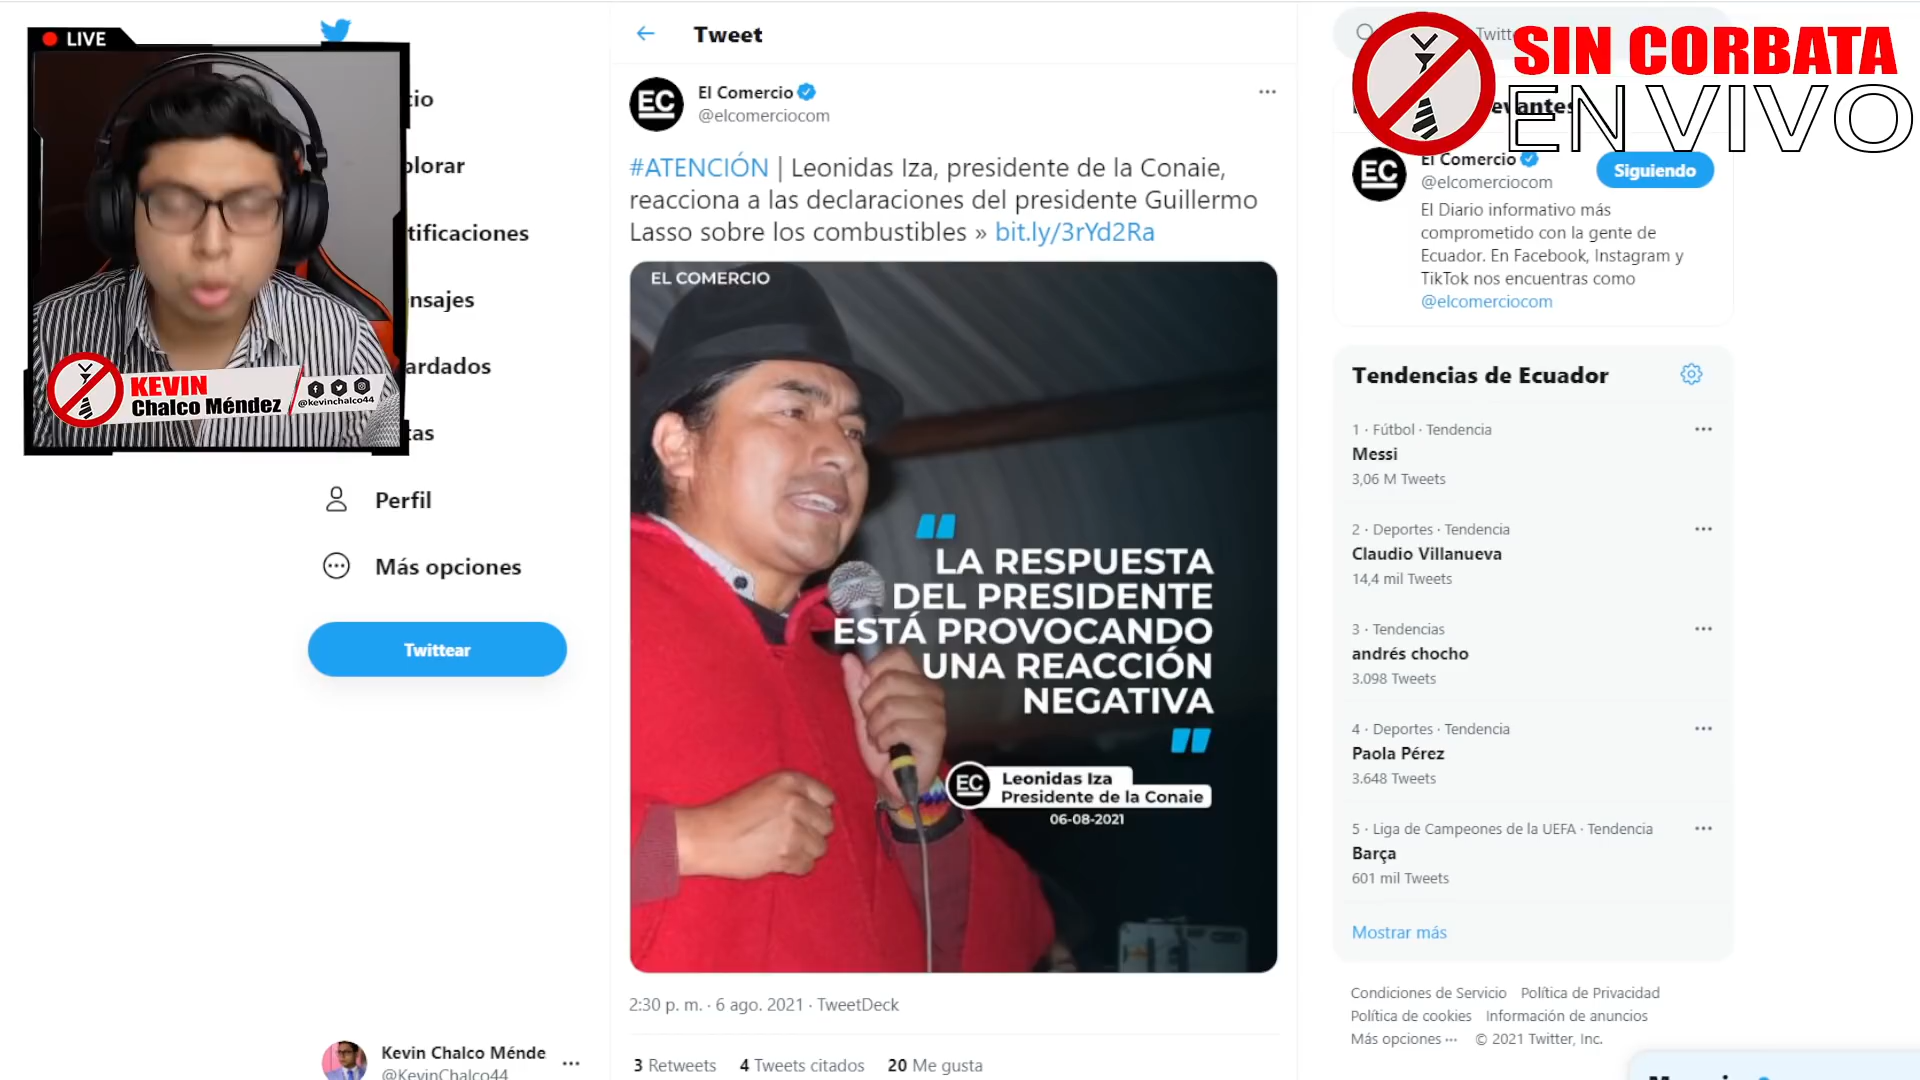 LIVE
SIN CORBATA
EN VIVO
KEVIN
Chalco Méndez
@kevinchalco44
Perfil
Más opciones
Twittear
Kevin Chalco Ménde
@KevinChalco44
Tweet
El Comercio
@elcomerciocom
#ATENCIÓN | Leonidas Iza, presidente de la Conaie,
reacciona a las declaraciones del presidente Guillermo
Lasso sobre los combustibles » bit.ly/3rYd2Ra
EL COMERCIO
LA RESPUESTA
DEL PRESIDENTE
ESTÁ PROVOCANDO
UNA REACCIÓN
NEGATIVA
EC Leonidas Iza
Presidente de la Conaie
06-08-2021
2:30 p. m. · 6 ago. 2021 · TweetDeck
3 Retweets 4 Tweets citados 20 Me gusta
EC
El Comercio
@elcomerciocom
Siguiendo
El Diario informativo más
comprometido con la gente de
Ecuador. En Facebook, Instagram y
TikTok nos encuentras como
@elcomerciocom
Tendencias de Ecuador
1 · Fútbol · Tendencia
Messi
3,06 M Tweets
2 · Deportes · Tendencia
Claudio Villanueva
14,4 mil Tweets
3 · Tendencias
andrés chocho
3.098 Tweets
4 · Deportes · Tendencia
Paola Pérez
3.648 Tweets
5 · Liga de Campeones de la UEFA · Tendencia
Barça
601 mil Tweets
Mostrar más
Condiciones de Servicio Política de Privacidad
Política de cookies Información de anuncios
Más opciones ··· © 2021 Twitter, Inc.